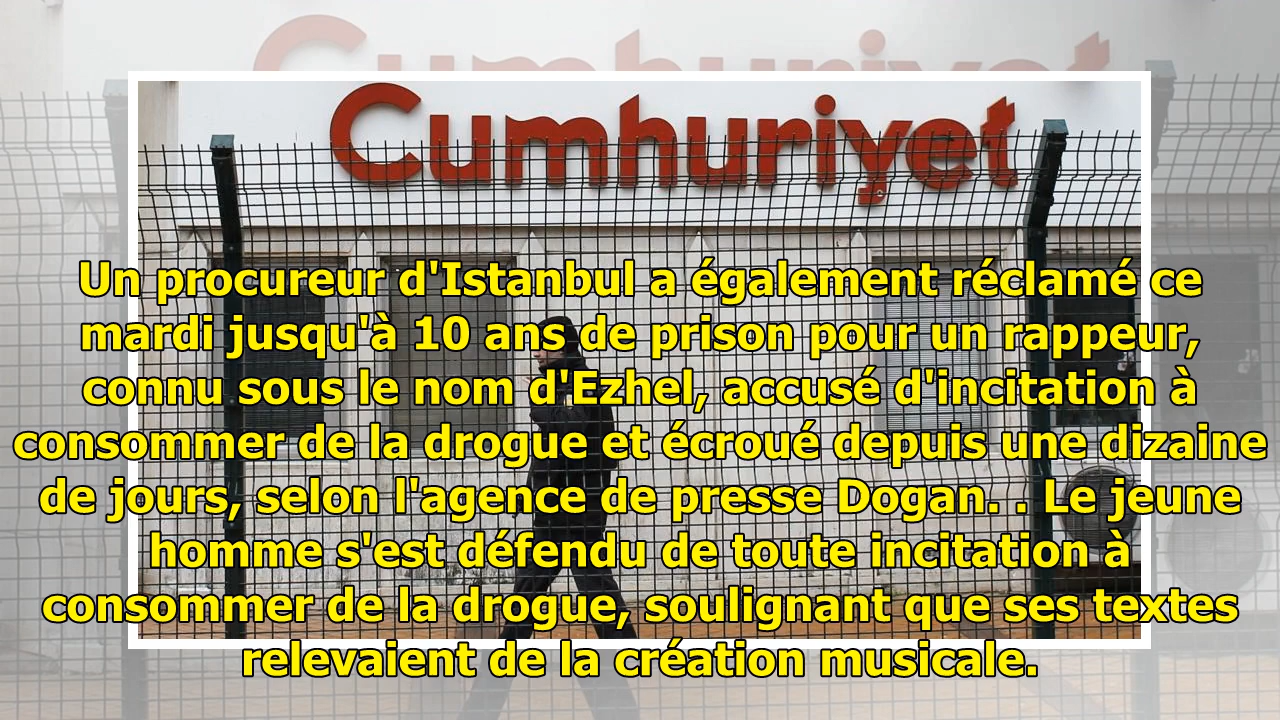 Cumhuriyet
Cumhuriyet
Un procureur d'Istanbul a également réclamé ce
mardi jusqu'à 10 ans de prison pour un rappeur,
connu sous le nom d'Ezhel, accusé d'incitation à
consommer de la drogue et écroué depuis une dizaine
de jours, selon l'agence de presse Dogan. . Le jeune
homme s'est défendu de toute incitation à
consommer de la drogue, soulignant que ses textes
relevaient de la création musicale.